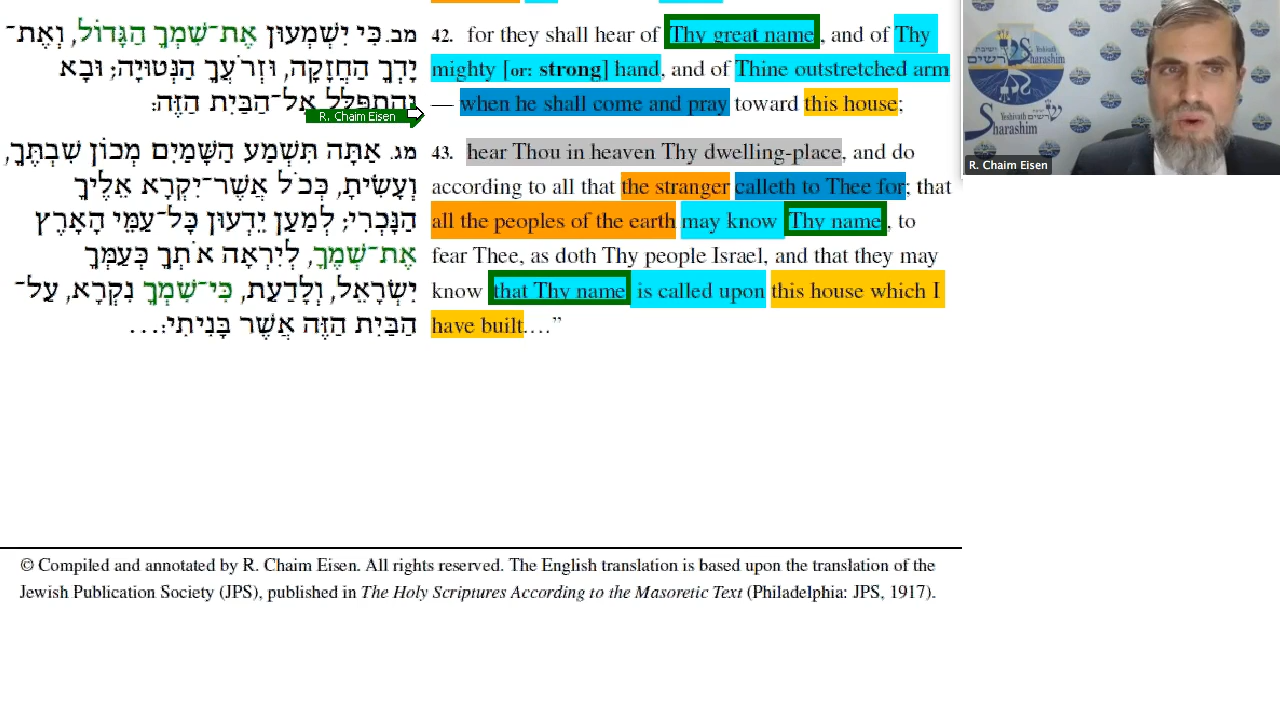 מב. כִּי יִשְׁמְעוּן אֶת־שִׁמְךָ הַגָּדוֹל, וְאֶת־
יָדְךָ הַחֲזָקָה, וּזְרֹעֲךָ הַנְּטוּיָה; וּבָא
וְהִתְפַּלֵּל אֶל־הַבַּיִת הַזֶּה:
מג. אַתָּה תִּשְׁמַע הַשָּׁמַיִם מְכוֹן שִׁבְתֶּךָ,
וְעָשִׂיתָ, כְּכֹל אֲשֶׁר־יִקְרָא אֵלֶיךָ
הַנָּכְרִי; לְמַעַן יֵדְעוּן כָּל־עַמֵּי הָאָרֶץ
אֶת־שְׁמֶךָ, לְיִרְאָה אֹתְךָ כְּעַמְּךָ
יִשְׂרָאֵל, וְלָדַעַת, כִּי־שִׁמְךָ נִקְרָא, עַל־
הַבַּיִת הַזֶּה אֲשֶׁר בָּנִיתִי:...
42. for they shall hear of Thy great name, and of Thy
mighty [or: strong] hand, and of Thine outstretched arm
— when he shall come and pray toward this house;
43. hear Thou in heaven Thy dwelling-place, and do
according to all that the stranger calleth to Thee for; that
all the peoples of the earth may know Thy name, to
fear Thee, as doth Thy people Israel, and that they may
know that Thy name is called upon this house which I
have built....”
R. Chaim Eisen
© Compiled and annotated by R. Chaim Eisen. All rights reserved. The English translation is based upon the translation of the
Jewish Publication Society (JPS), published in The Holy Scriptures According to the Masoretic Text (Philadelphia: JPS, 1917).
Yeshivath
Sharashim
Yeshivath
Sharashim
R. Chaim Eisen